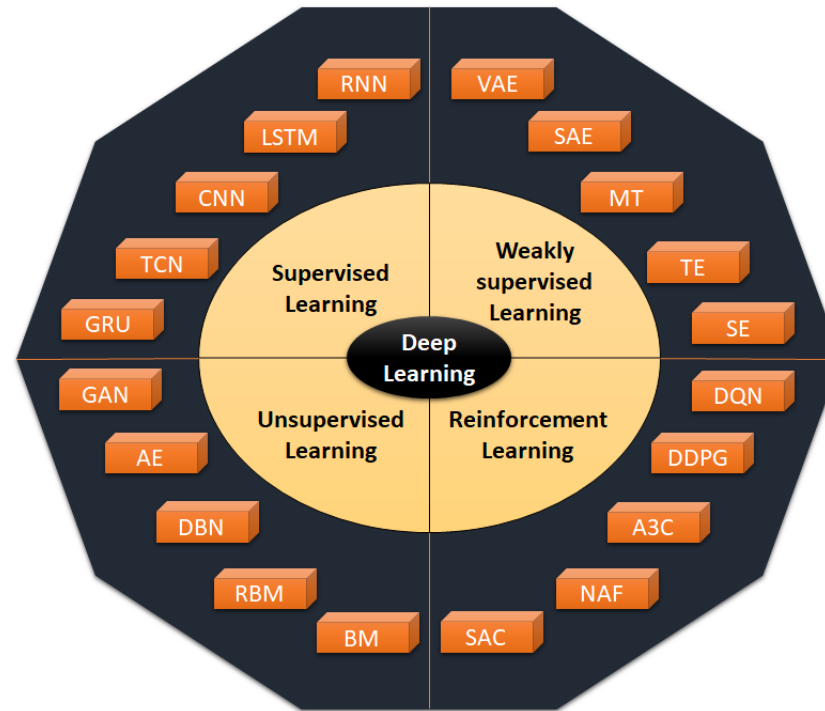 RNN
LSTM
CNN
TCN
GRU
VAE
SAE
MT
TE
SE
Supervised
Learning
Weakly
supervised
Learning
Deep
Learning
Unsupervised
Learning
Reinforcement
Learning
GAN
AE
DBN
RBM
BM
DQN
DDPG
A3C
NAF
SAC